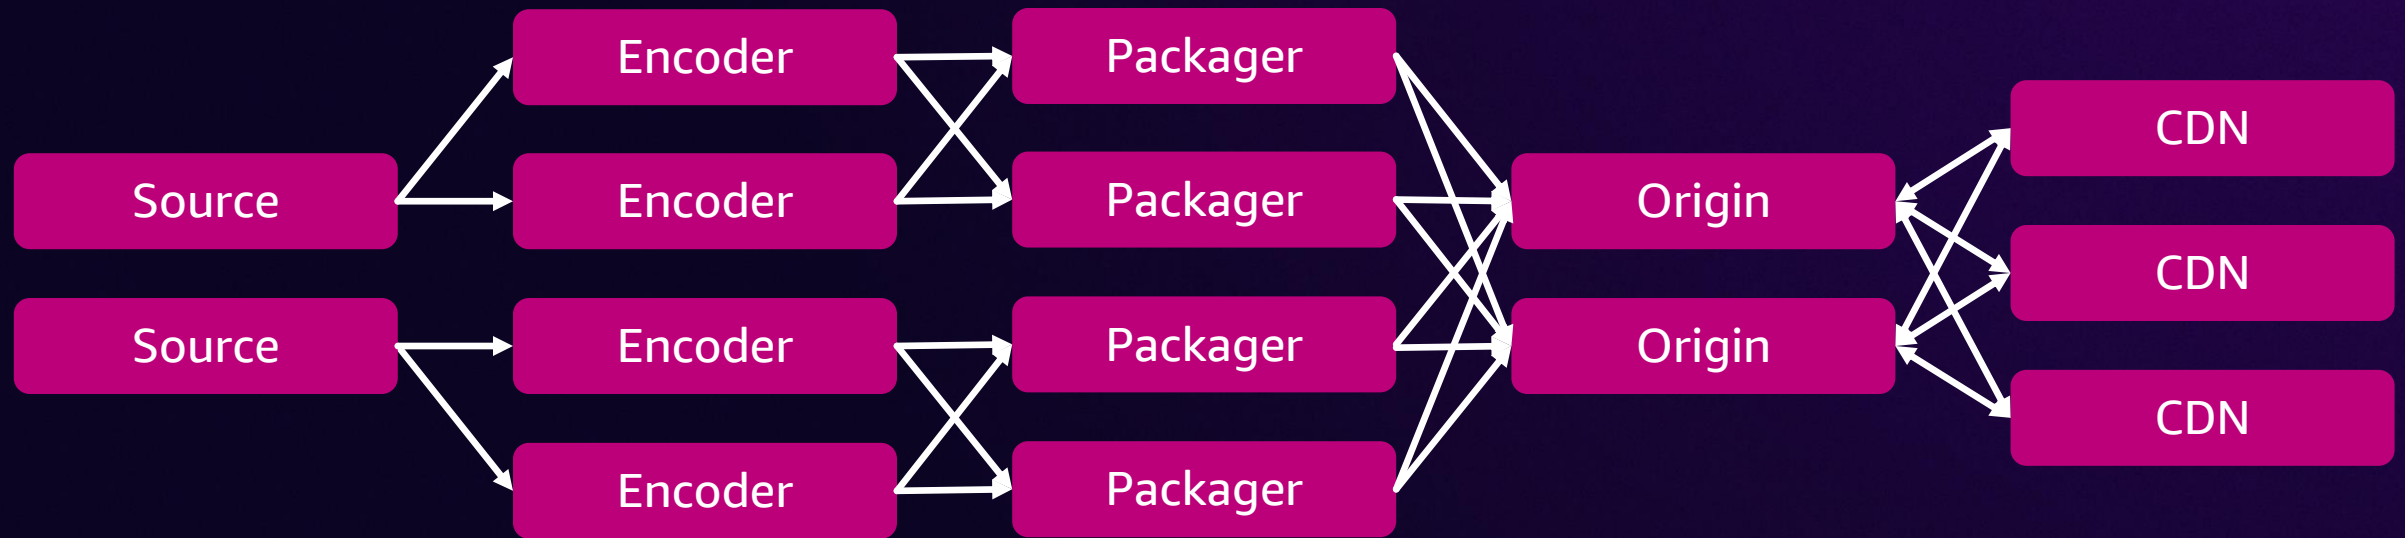 Source
Source
Encoder
Encoder
Encoder
Encoder
Packager
Packager
Packager
Packager
Origin
Origin
CDN
CDN
CDN